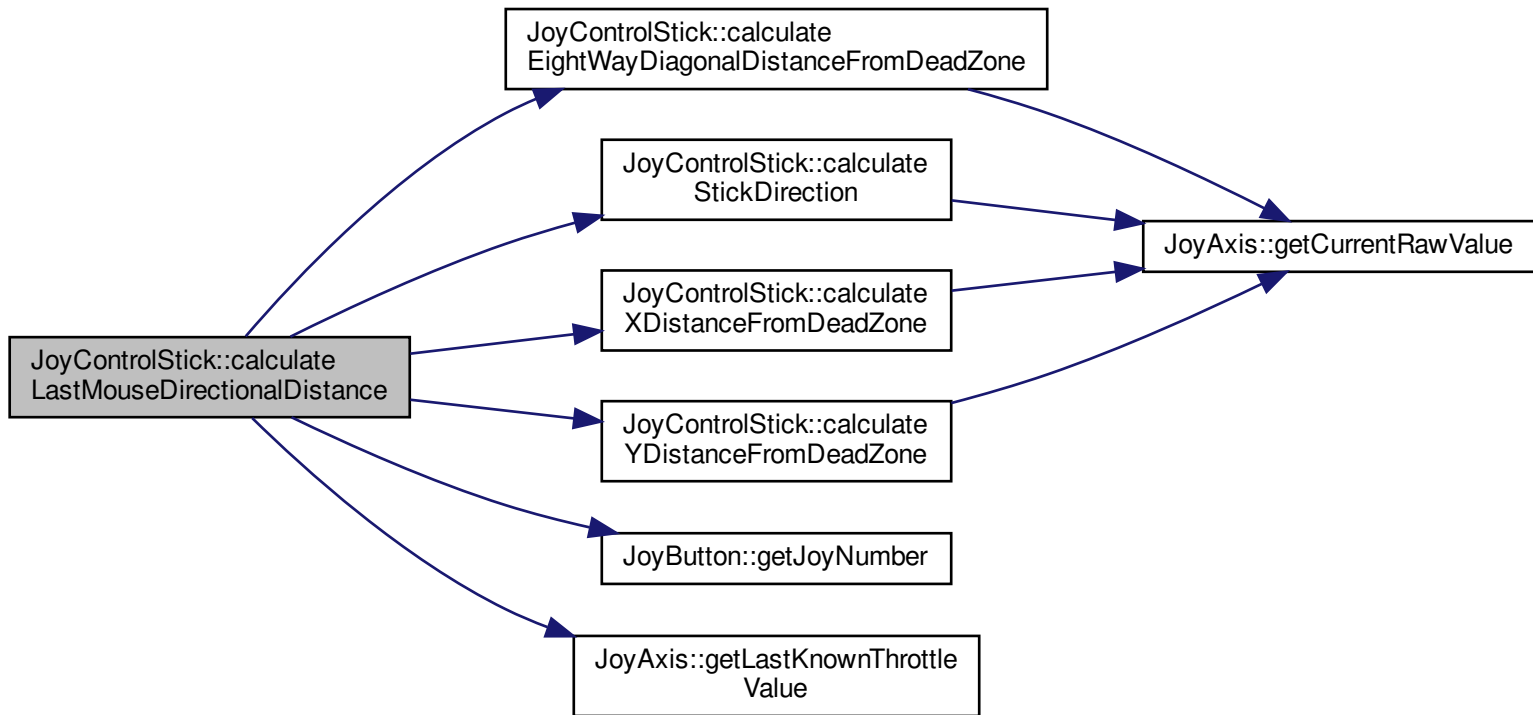 JoyControlStick::calculate
EightWayDiagonalDistanceFromDeadZone
JoyControlStick::calculate
StickDirection
JoyAxis::getCurrentRawValue
JoyControlStick::calculate
XDistanceFromDeadZone
JoyControlStick::calculate
LastMouseDirectionalDistance
JoyControlStick::calculate
YDistanceFromDeadZone
JoyButton::getJoyNumber
JoyAxis::getLastKnownThrottle
Value